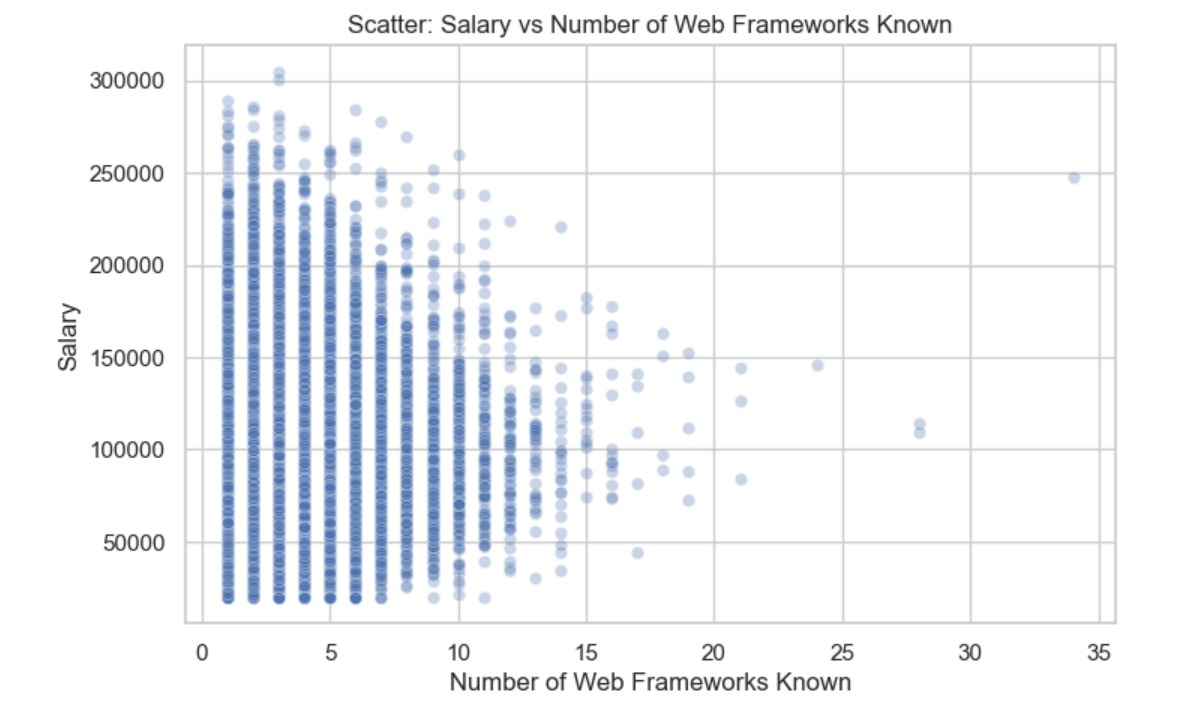 Scatter: Salary vs Number of Web Frameworks Known
300000
250000
200000
150000
100000
50000
Salary
0 5 10 15 20 25 30 35
Number of Web Frameworks Known